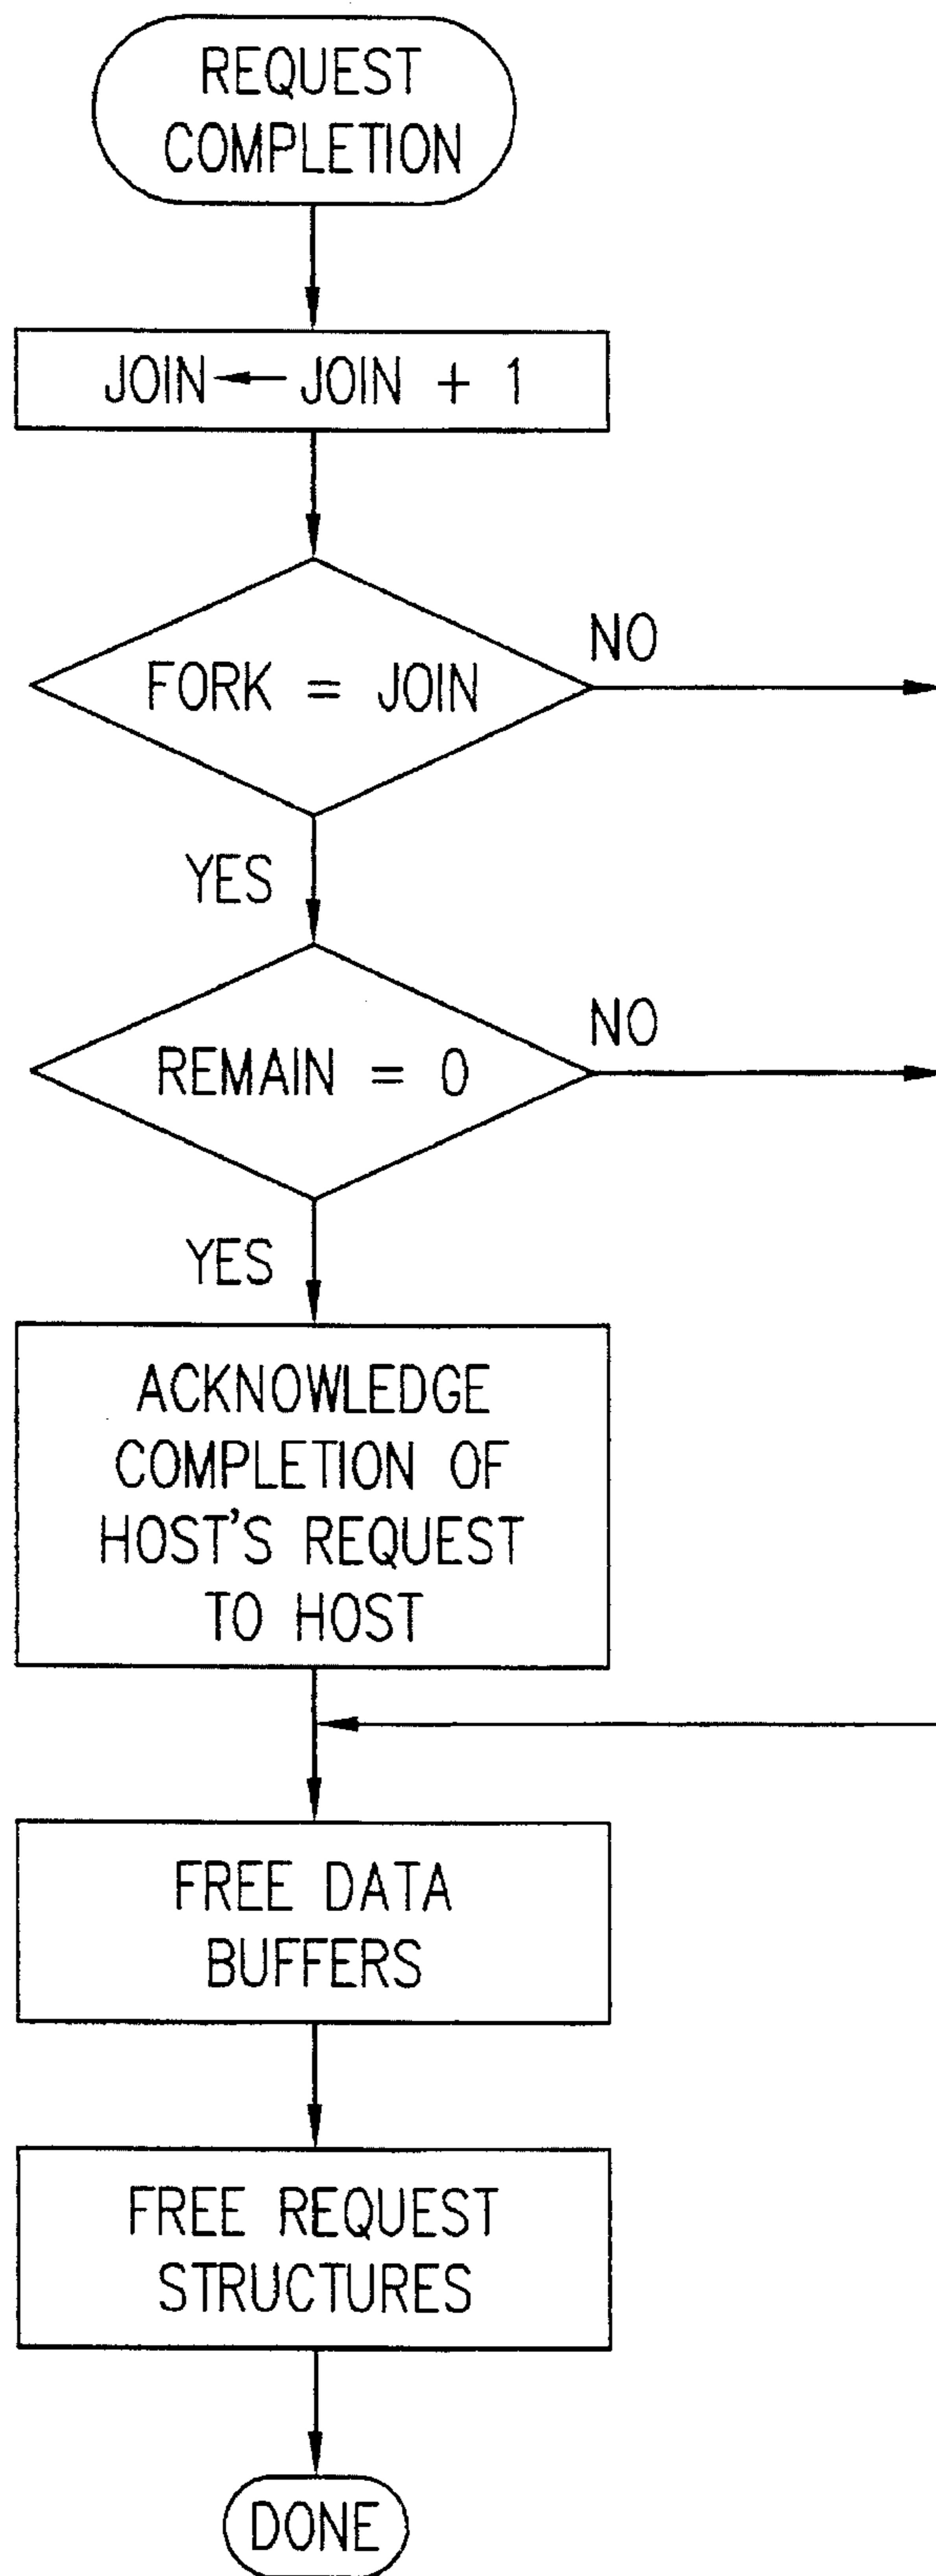 REQUEST
COMPLETION
JOIN ← JOIN + 1
FORK = JOIN
NO
YES
REMAIN = 0
NO
YES
ACKNOWLEDGE
COMPLETION OF
HOST'S REQUEST
TO HOST
FREE DATA
BUFFERS
FREE REQUEST
STRUCTURES
DONE